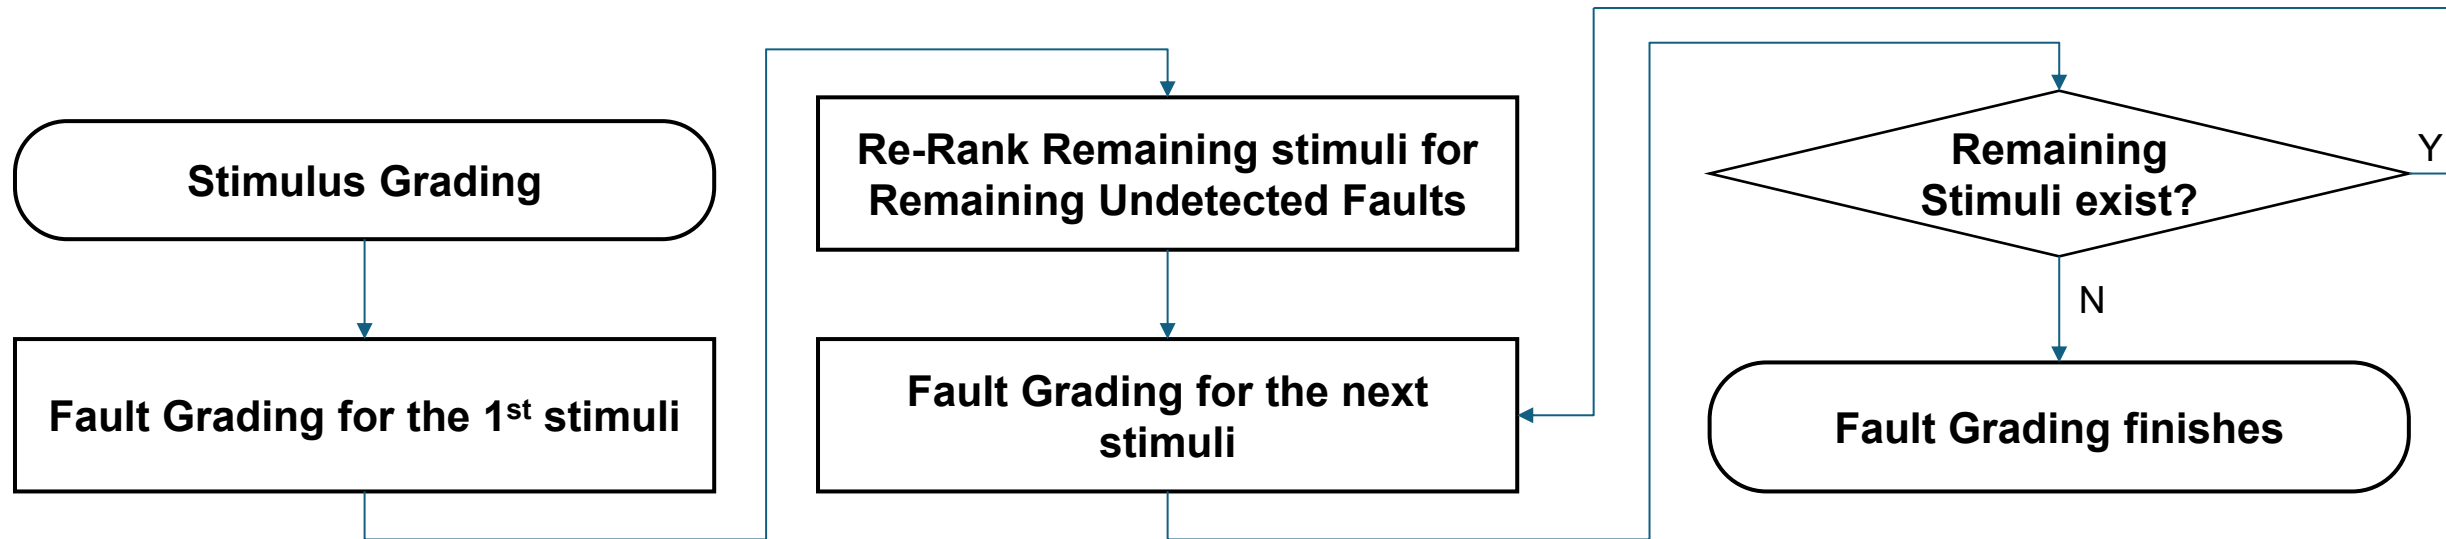 Stimulus Grading
Fault Grading for the 1st stimuli
Re-Rank Remaining stimuli for
Remaining Undetected Faults
Fault Grading for the next
stimuli
Remaining
Stimuli exist?
Y
N
Fault Grading finishes